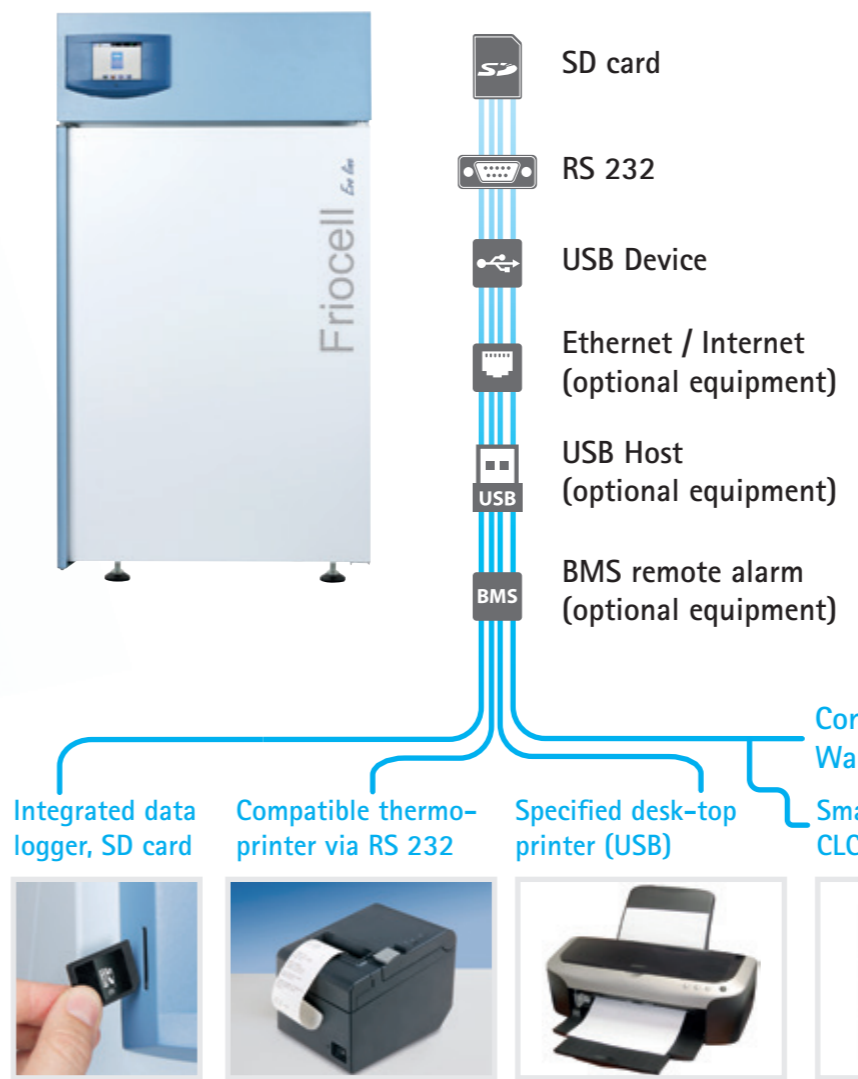 Friocell Evo line
SD card
RS 232
USB Device
Ethernet / Internet
(optional equipment)
USB Host
(optional equipment)
USB
BMS remote alarm
(optional equipment)
BMS
Integrated data
logger, SD card
Compatible thermo-
printer via RS 232
Specified desk-top
printer (USB)